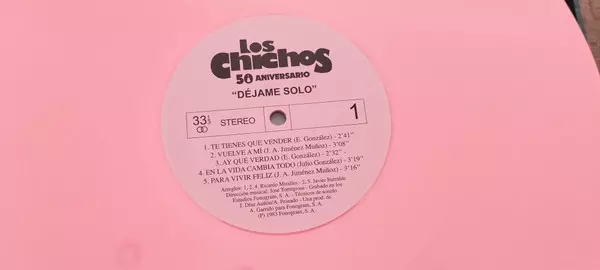 LOS
CHICHOS
50 ANIVERSARIO
"DÉJAME SOLO"
33⅓ STEREO 1
1. TE TIENES QUE VENDER (E. González) - 2'41"
2. VUELVE A MÍ (J. A. Jiménez Muñoz) - 3'08"
3. AY QUÉ VERDAD (E. González) - 2'32" -
4. EN LA VIDA CAMBIA TODO (Julio González) - 3'19"
5. PARA VIVIR FELIZ (J. A. Jiménez Muñoz) - 3'16"
Arreglos: 1, 2, 4, Ricardo Miralles - 2, 5, Javier Iturralde
Dirección musical: José Torregrosa - Grabado en los
Estudios Fonogram, S. A. - Técnicos de sonido
J. Díaz Auñón/A. Peinado - Una prod. de
A. Garrido para Fonogram, S. A.
(P) 1983 Fonogram, S. A.